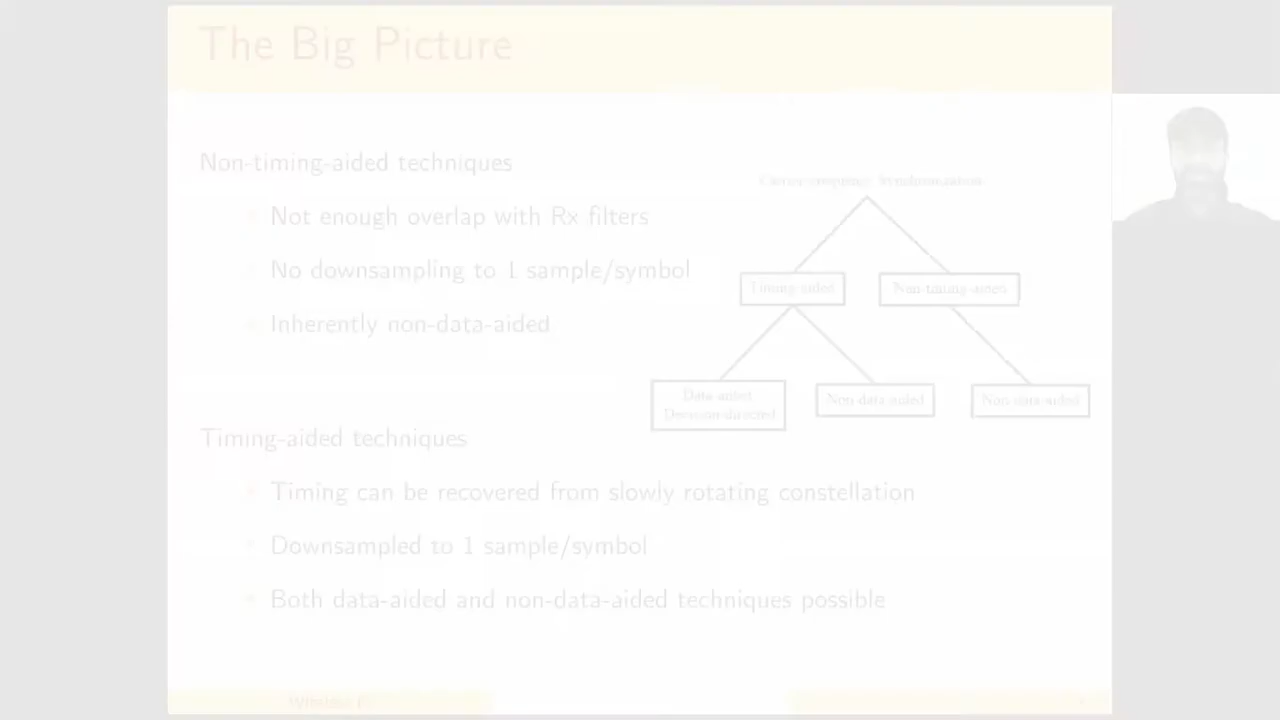 The Big Picture
Non-timing-aided techniques
Not enough overlap with Rx filters
No downsampling to 1 sample/symbol
Inherently non-data-aided
Synchronization
Timing-aided
Non-timing-aided
Data-aided
Decision-directed
Non-data-aided
Non-data-aided
Timing-aided techniques
Timing can be recovered from slowly rotating constellation
Downsampled to 1 sample/symbol
Both data-aided and non-data-aided techniques possible